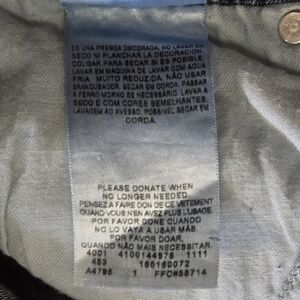 ES UNA PRENDA DECORADA. NO LAVAR EN
SECO NI PLANCHAR LA DECORACION.
COLGAR PARA SECAR SI ES POSIBLE
LAVAR EM MAQUINA DE LAVAR COM AGUA
FRIA MUITO REDUZIDA. NÃO USAR
BRANQUEADOR. SECAR EM CORDA. PASSAR
A FERRO MORNO SE NECESSÁRIO. LAVAR A
SECO E COM CORES SEMELHANTES
LAVAGEM AO AVESSO. POSSIVEL SECAR EM
CORDA.
PLEASE DONATE WHEN
NO LONGER NEEDED.
PENSEZ A FAIRE DON DE CE VETEMENT
QUAND VOUS N'EN AVEZ PLUS L'USAGE.
POR FAVOR DONE CUANDO
NO LO VAYA A USAR MÁS.
POR FAVOR DOAR,
QUANDO NÃO MAIS NECESSITAR.
4001 4100144976 1111
483 166160072
A4795 1 FFC#58714